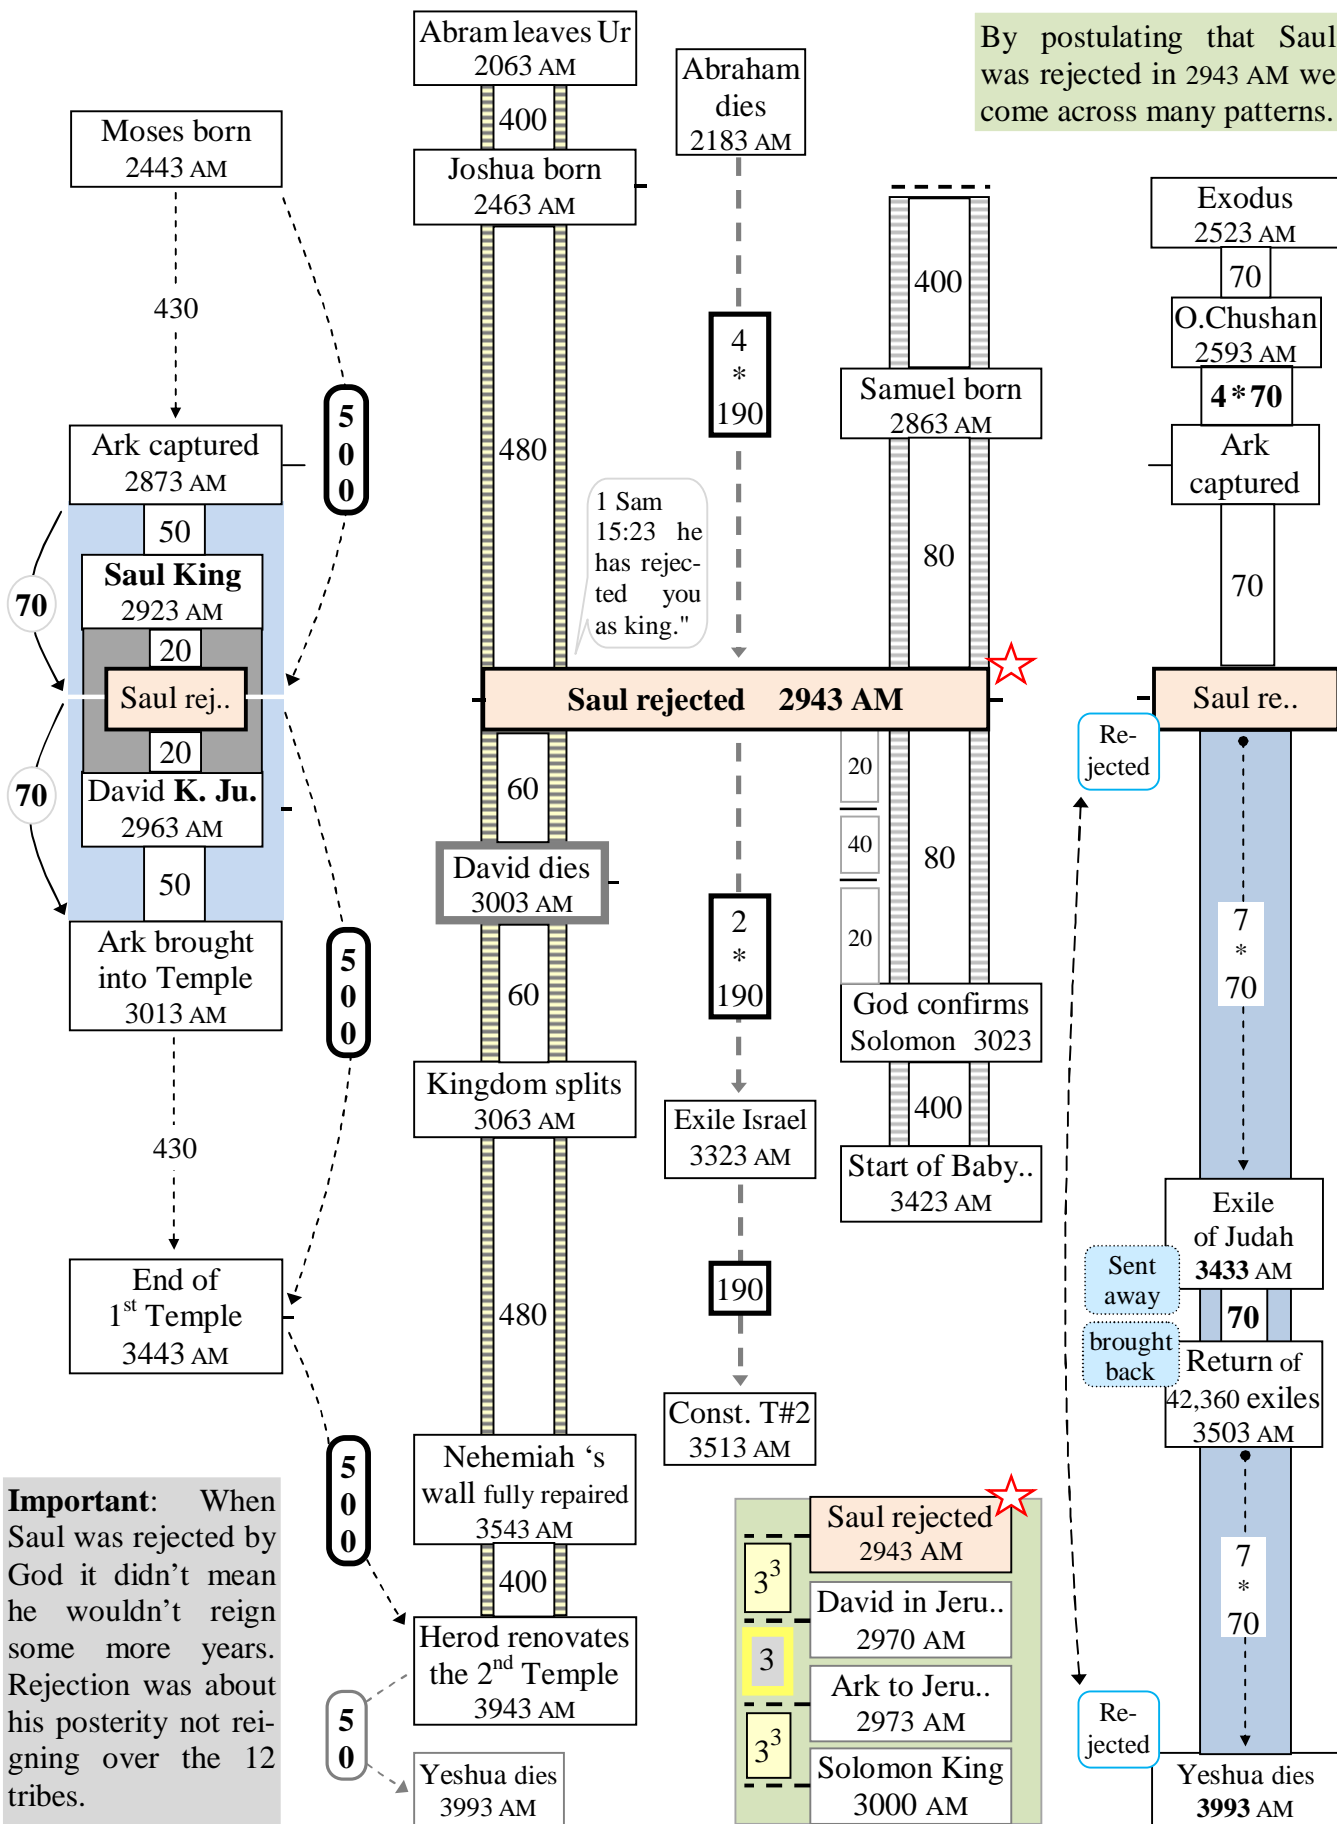 By postulating that Saul
was rejected in 2943 AM we
come across many patterns.
Moses born
2443 AM
430
500
Ark captured
2873 AM
50
70
Saul King
2923 AM
20
Saul rej..
20
70
David K. Ju.
2963 AM
50
Ark brought
into Temple
3013 AM
500
430
End of
1st Temple
3443 AM
500
Important: When
Saul was rejected by
God it didn’t mean
he wouldn’t reign
some more years.
Rejection was about
his posterity not rei-
gning over the 12
tribes.
Abram leaves Ur
2063 AM
400
Joshua born
2463 AM
480
1 Sam
15:23 he
has rejec-
ted you
as king."
Saul rejected 2943 AM
60
David dies
3003 AM
60
Kingdom splits
3063 AM
480
Nehemiah ‘s
wall fully repaired
3543 AM
400
Herod renovates
the 2nd Temple
3943 AM
50
Yeshua dies
3993 AM
Abraham
dies
2183 AM
4
*
190
2
*
190
Exile Israel
3323 AM
190
Const. T#2
3513 AM
400
Samuel born
2863 AM
80
20
40
20
80
God confirms
Solomon 3023
400
Start of Baby..
3423 AM
Saul rejected
2943 AM
3³
David in Jeru..
2970 AM
3
Ark to Jeru..
2973 AM
3³
Solomon King
3000 AM
Exodus
2523 AM
70
O.Chushan
2593 AM
4*70
Ark
captured
70
Saul re..
Re-
jected
7
*
70
Exile
of Judah
3433 AM
Sent
away
70
brought
back
Return of
42,360 exiles
3503 AM
7
*
70
Re-
jected
Yeshua dies
3993 AM